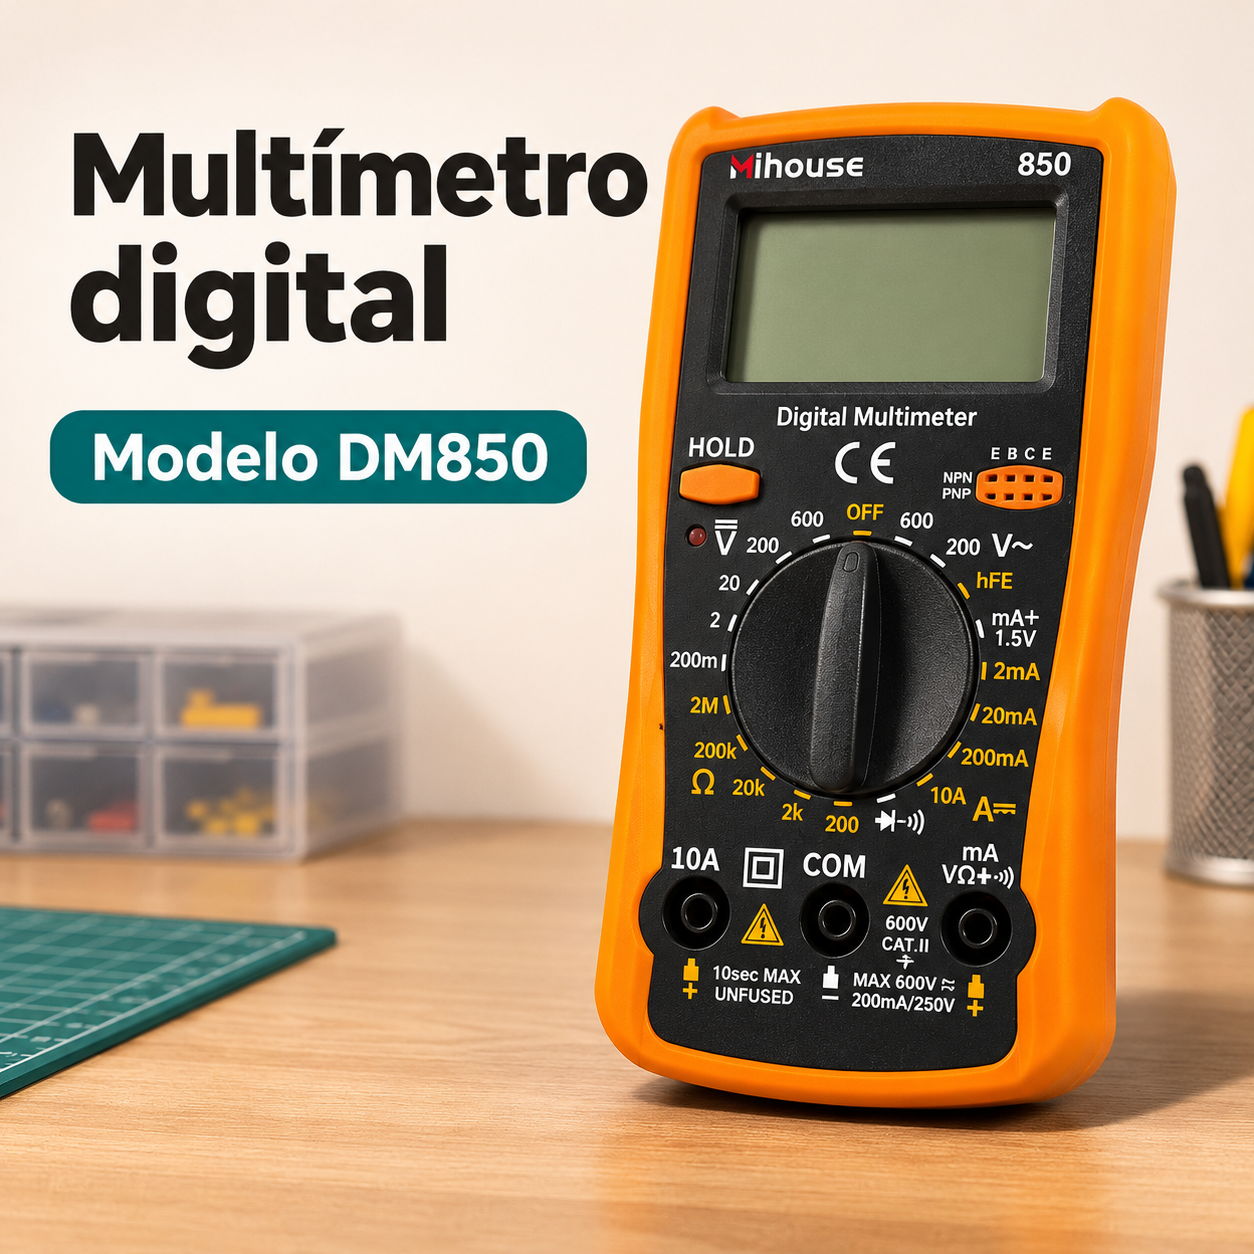 Multímetro
digital
Modelo DM850
Mihouse 850
Digital Multimeter
HOLD
CE
E B C E
NPN
PNP
OFF
600
600
V
200
200 V~
20
hFE
2
mA+
1.5V
200m
2mA
2M
20mA
200k
200mA
Ω
20k
10A
A
2k
200
10A
COM
mA
VΩ+
600V
CAT.II
10sec MAX
UNFUSED
+
−
MAX 600V
200mA/250V
+